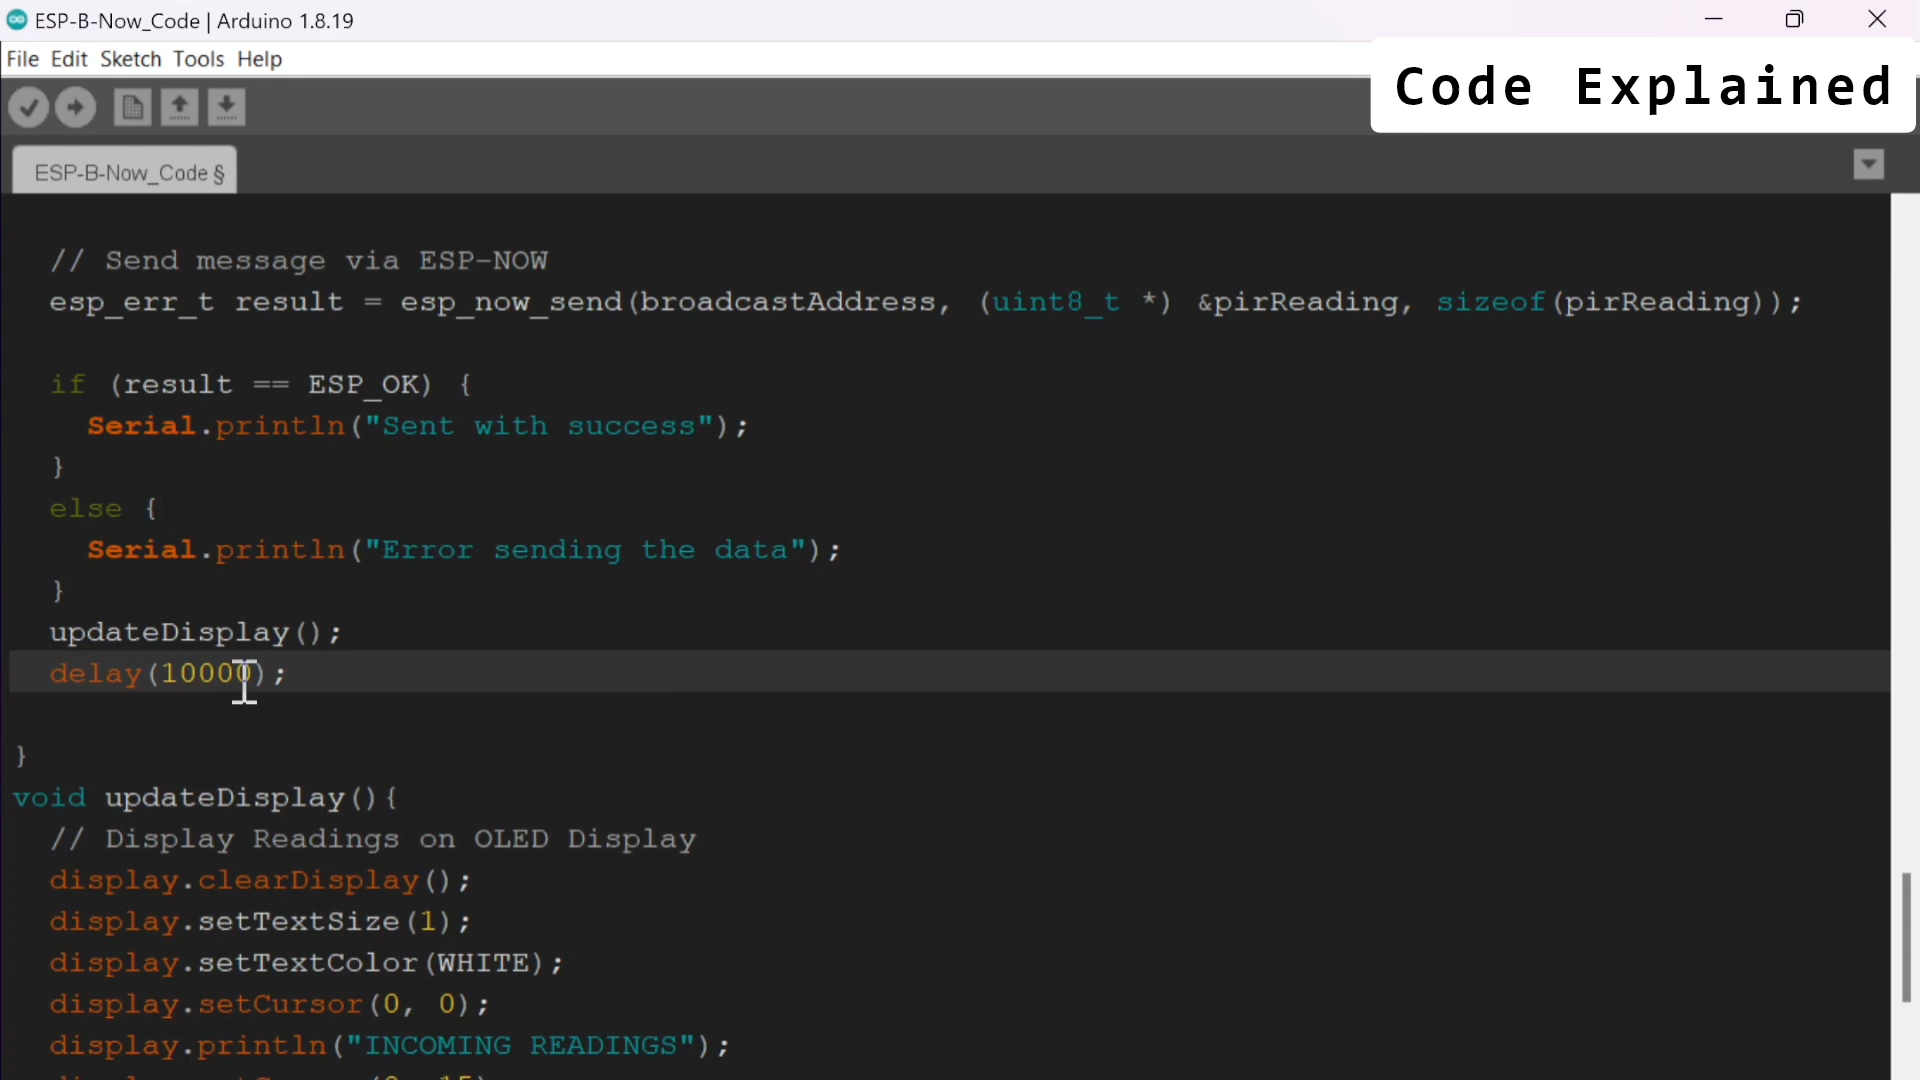 ESP-B-Now_Code | Arduino 1.8.19
File Edit Sketch Tools Help
Code Explained
ESP-B-Now_Code §
// Send message via ESP-NOW
esp_err_t result = esp_now_send(broadcastAddress, (uint8_t *) &pirReading, sizeof(pirReading));
if (result == ESP_OK) {
Serial.println("Sent with success");
}
else {
Serial.println("Error sending the data");
}
updateDisplay();
delay(10000);
}
void updateDisplay(){
// Display Readings on OLED Display
display.clearDisplay();
display.setTextSize(1);
display.setTextColor(WHITE);
display.setCursor(0, 0);
display.println("INCOMING READINGS");